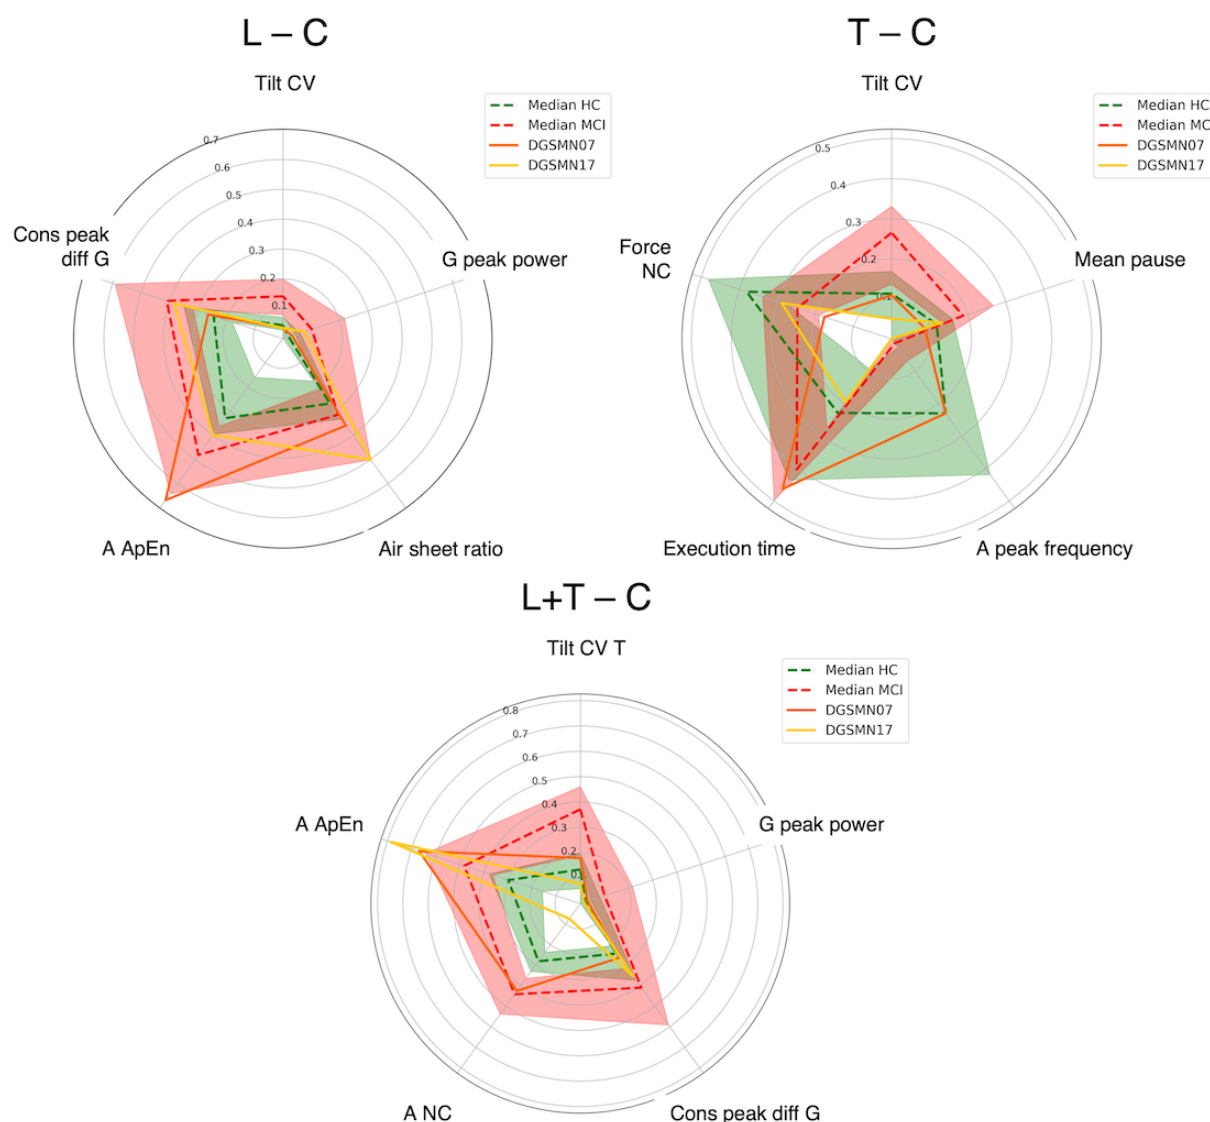 L – C
Tilt CV
Median HC
Median MCI
DGSMN07
DGSMN17
0.7
0.6
0.5
0.4
0.3
0.2
0.1
Cons peak
diff G
G peak power
A ApEn
Air sheet ratio
T – C
Tilt CV
Median HC
Median MC
DGSMN07
DGSMN17
0.5
0.4
0.3
0.2
0.1
Force
NC
Mean pause
Execution time
A peak frequency
L+T – C
Tilt CV T
Median HC
Median MCI
DGSMN07
DGSMN17
0.8
0.7
0.6
0.5
0.4
0.3
0.2
0.1
A ApEn
G peak power
A NC
Cons peak diff G